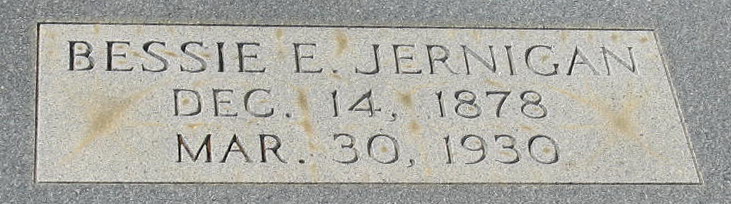 BESSIE E. JERNIGAN
DEC. 14, 1878
MAR. 30, 1930